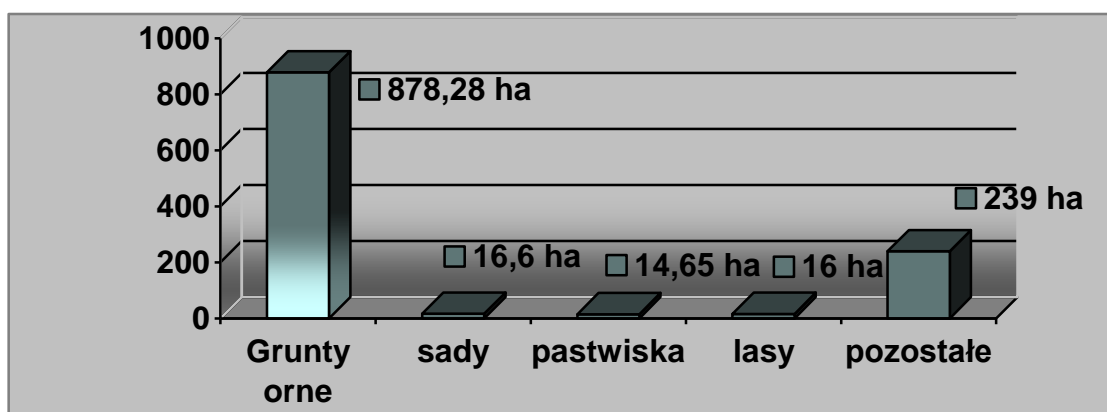 1000
800
600
400
200
0
878,28 ha
16,6 ha
14,65 ha
16 ha
239 ha
Grunty
orne
sady
pastwiska
lasy
pozostałe